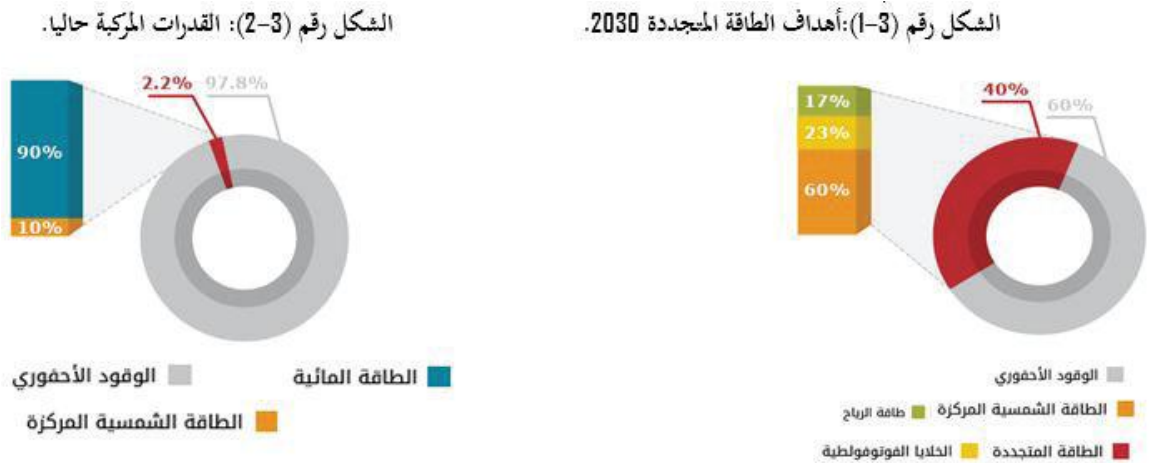 الشكل رقم (3–1):أهداف الطاقة المتجددة 2030.
40%
60%
17%
23%
60%
الوقود الأحفوري
الطاقة الشمسية المركزة
طاقة الرياح
الطاقة المتجددة
الخلايا الفوتوفولطية
الشكل رقم (3–2): القدرات المركبة حاليا.
2.2%
97.8%
90%
10%
الطاقة المائية
الوقود الأحفوري
الطاقة الشمسية المركزة